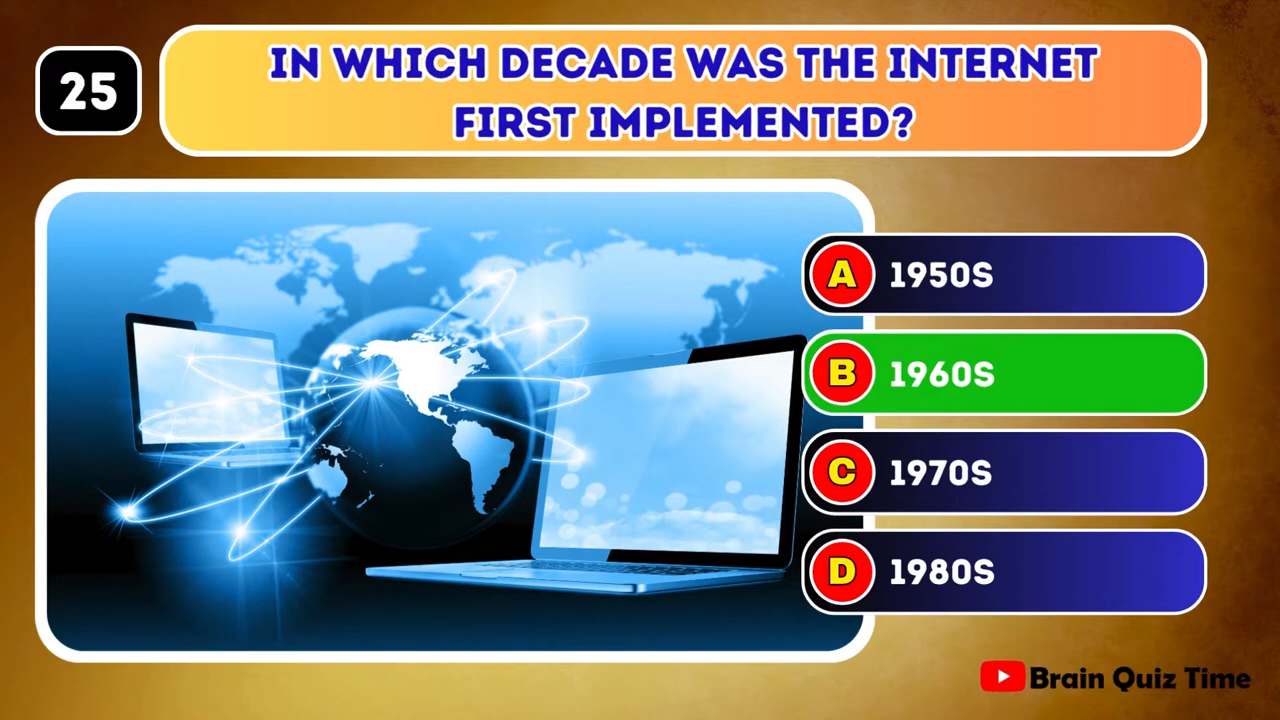 25
IN WHICH DECADE WAS THE INTERNET
FIRST IMPLEMENTED?
A 1950S
B 1960S
C 1970S
D 1980S
Brain Quiz Time